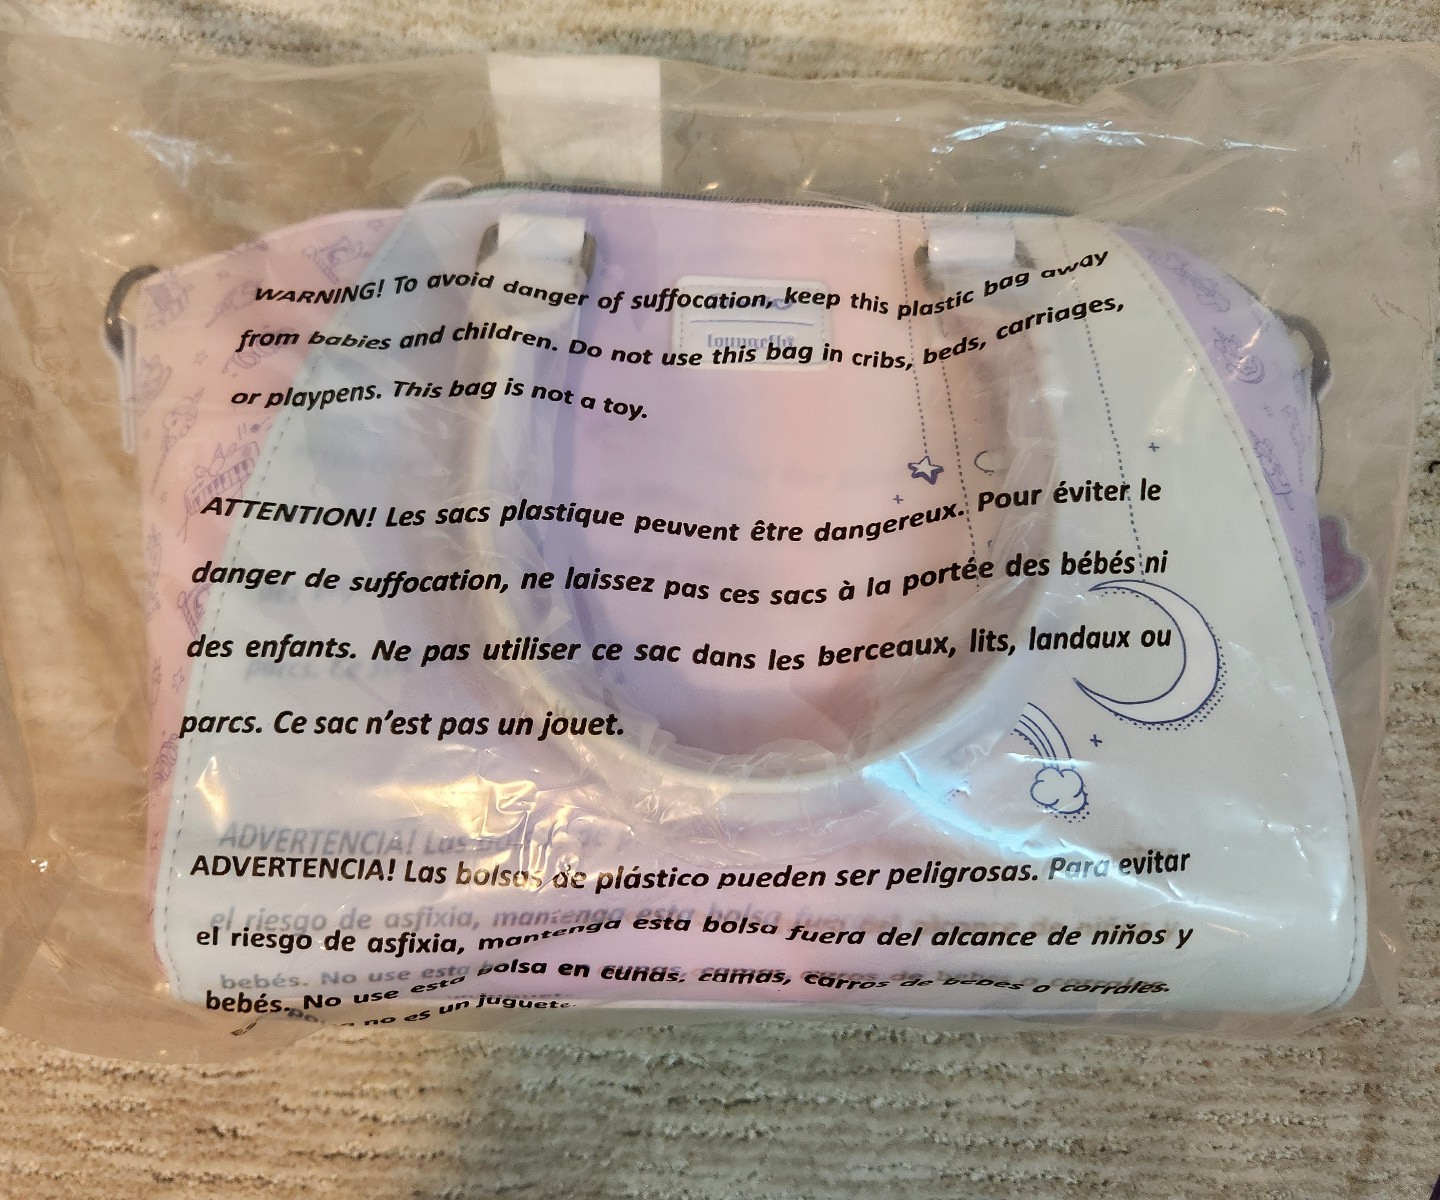 WARNING! To avoid danger of suffocation, keep this plastic bag away
from babies and children. Do not use this bag in cribs, beds, carriages,
or playpens. This bag is not a toy.
loungefly
ATTENTION! Les sacs plastique peuvent être dangereux. Pour éviter le
danger de suffocation, ne laissez pas ces sacs à la portée des bébés ni
des enfants. Ne pas utiliser ce sac dans les berceaux, lits, landaux ou
parcs. Ce sac n'est pas un jouet.
ADVERTENCIA! Las bolsas de plástico pueden ser peligrosas. Para evitar
el riesgo de asfixia, mantenga esta bolsa fuera del alcance de niños y
bebés. No use esta bolsa en cunas, camas, carros de bebes o corrales.
no es un juguete.